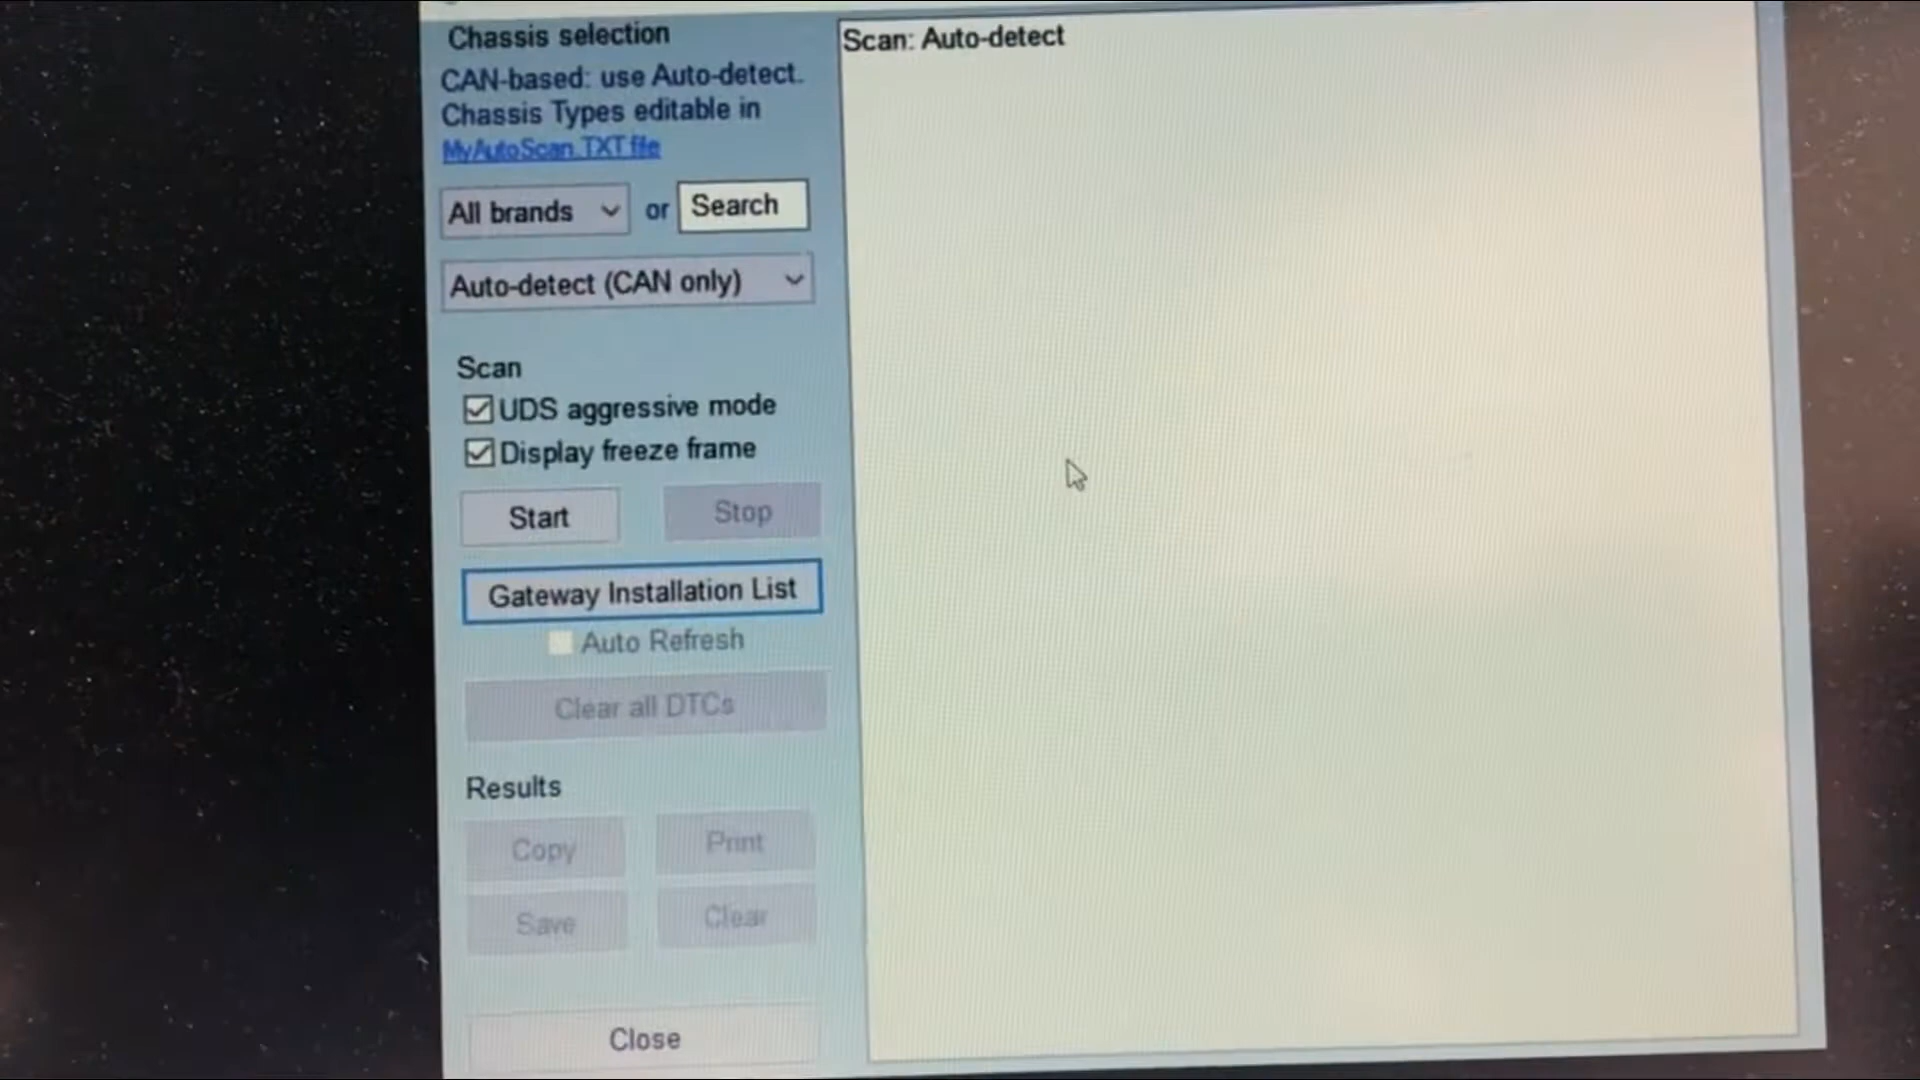 Chassis selection
CAN-based: use Auto-detect.
Chassis Types editable in
MyAutoScan.TXT file
All brands or Search
Auto-detect (CAN only)
Scan
UDS aggressive mode
Display freeze frame
Start Stop
Gateway Installation List
Auto Refresh
Clear all DTCs
Results
Copy Print
Save Clear
Close
Scan: Auto-detect